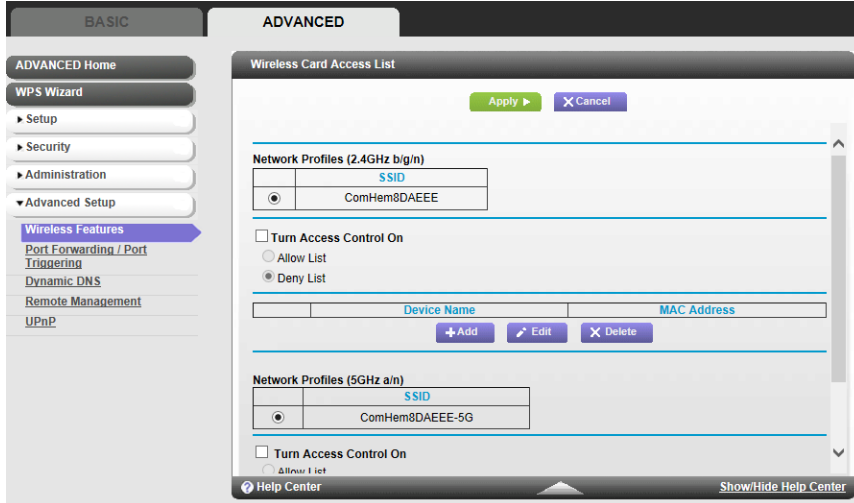 BASIC
ADVANCED
ADVANCED Home
WPS Wizard
Setup
Security
Administration
Advanced Setup
Wireless Features
Port Forwarding / Port
Triggering
Dynamic DNS
Remote Management
UPnP
Wireless Card Access List
Apply
Cancel
Network Profiles (2.4GHz b/g/n)
SSID
ComHem8DAEEE
Turn Access Control On
Allow List
Deny List
Device Name MAC Address
Add Edit Delete
Network Profiles (5GHz a/n)
SSID
ComHem8DAEEE-5G
Turn Access Control On
Allow List
Help Center
Show/Hide Help Center